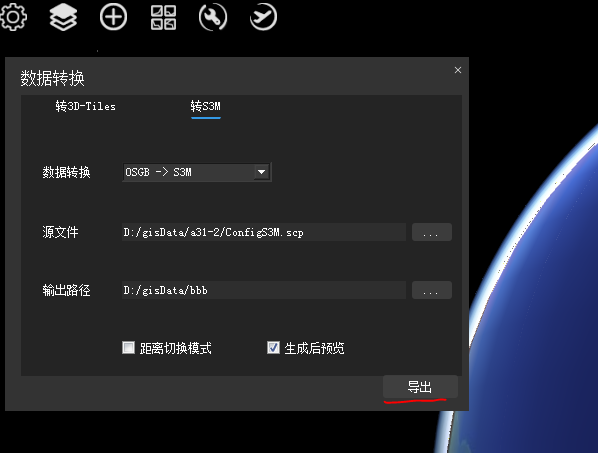 数据转换
转3D-Tiles
转S3M
数据转换 OSGB -> S3M
源文件 D:/gisData/a31-2/ConfigS3M.scp ...
输出路径 D:/gisData/bbb ...
距离切换模式 生成后预览
导出